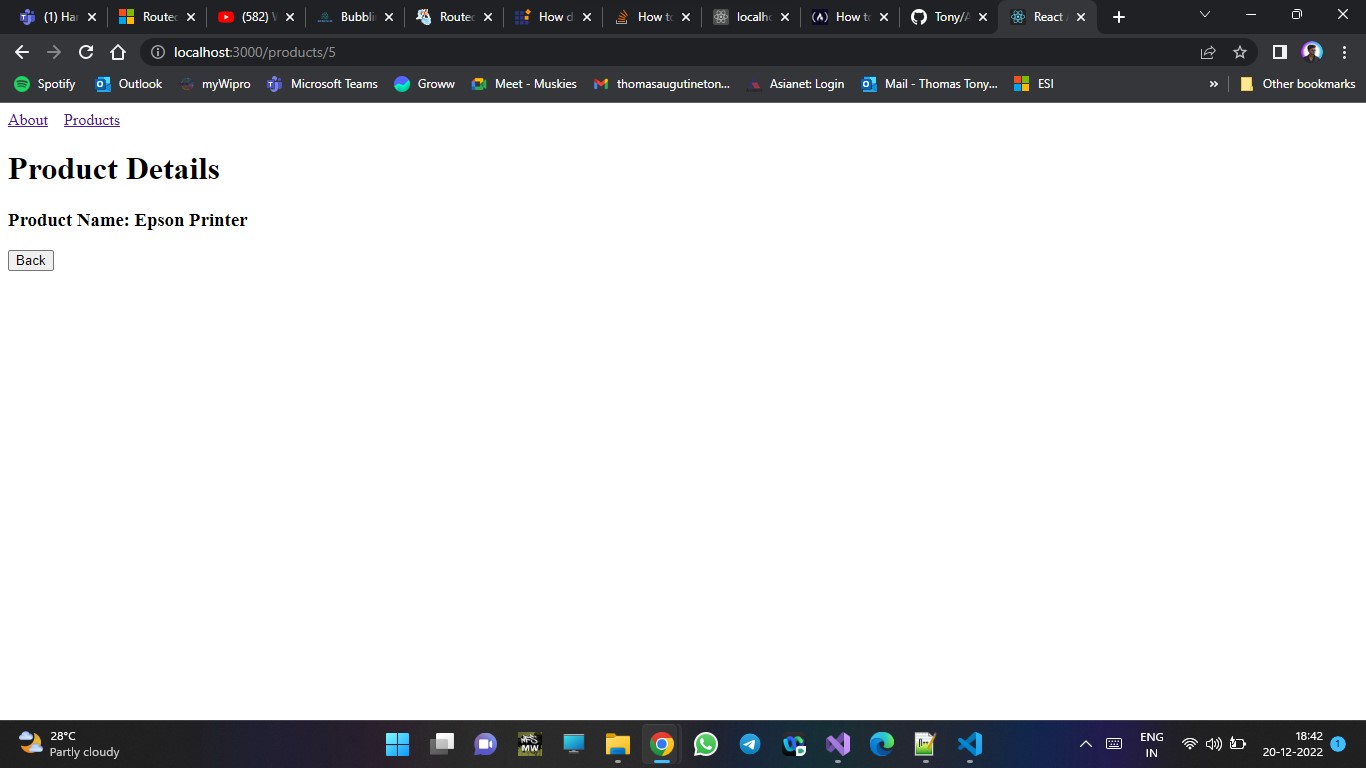 (1) Har
Routed
(582) V
Bubbli
Routed
How d
How to
localho
How to
Tony/A
React A
localhost:3000/products/5
Spotify
Outlook
myWipro
Microsoft Teams
Groww
Meet - Muskies
thomasaugutineton...
Asianet: Login
Mail - Thomas Tony...
ESI
»
Other bookmarks
About Products
Product Details
Product Name: Epson Printer
Back
28°C
Partly cloudy
ENG
IN
18:42
20-12-2022
1